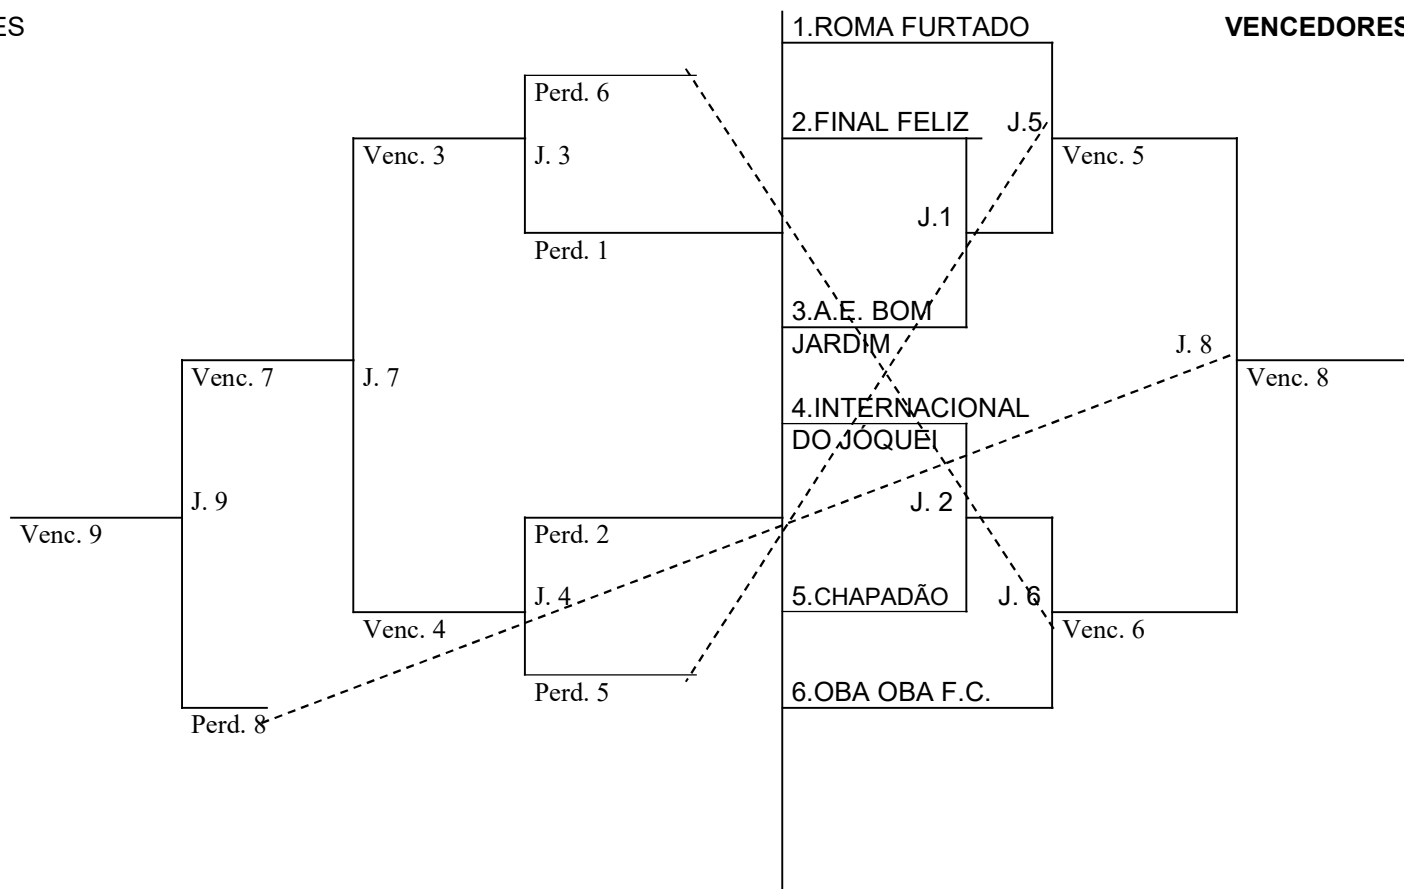 ES
1.ROMA FURTADO
VENCEDORES
Perd. 6
2.FINAL FELIZ
J.5
Venc. 3
J. 3
Venc. 5
J.1
Perd. 1
3.A.E. BOM
JARDIM
J. 8
Venc. 7
J. 7
Venc. 8
4.INTERNACIONAL
DO JÓQUEI
J. 9
J. 2
Venc. 9
Perd. 2
J. 4
5.CHAPADÃO
J. 6
Venc. 4
Venc. 6
Perd. 5
6.OBA OBA F.C.
Perd. 8